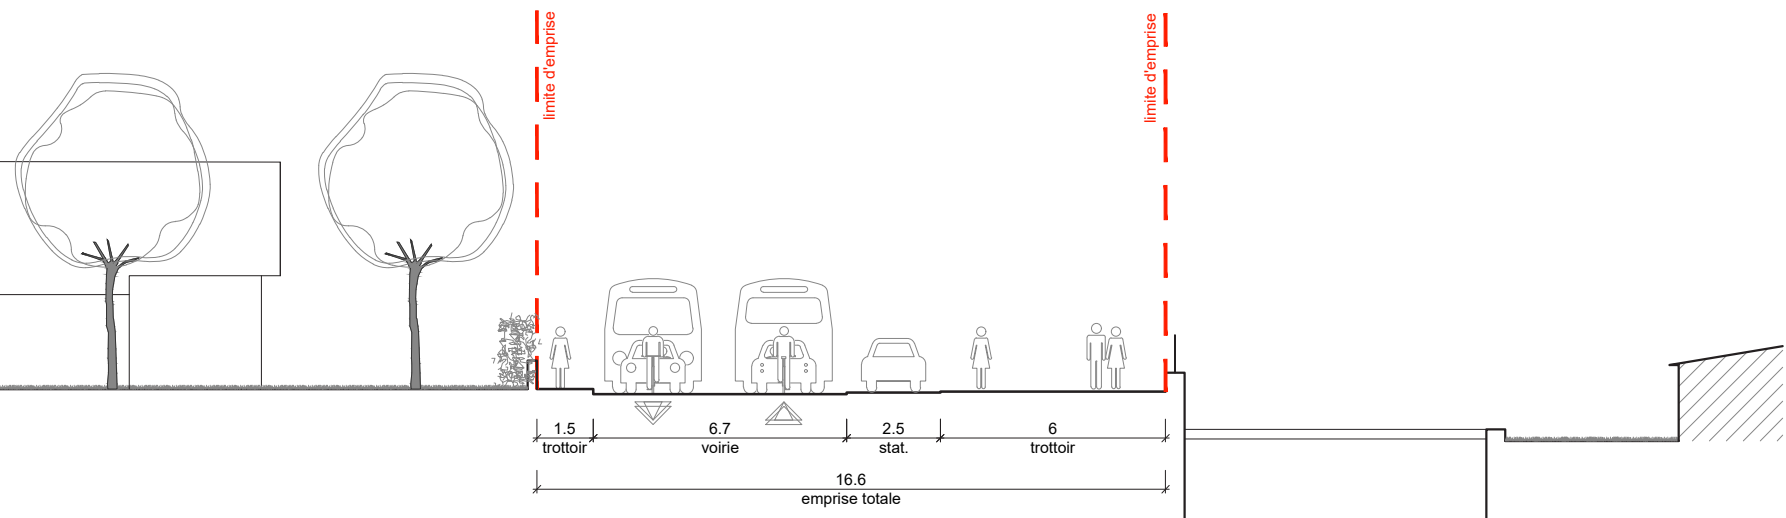 limite d'emprise
limite d'emprise
1.5
trottoir
6.7
voirie
2.5
stat.
6
trottoir
16.6
emprise totale